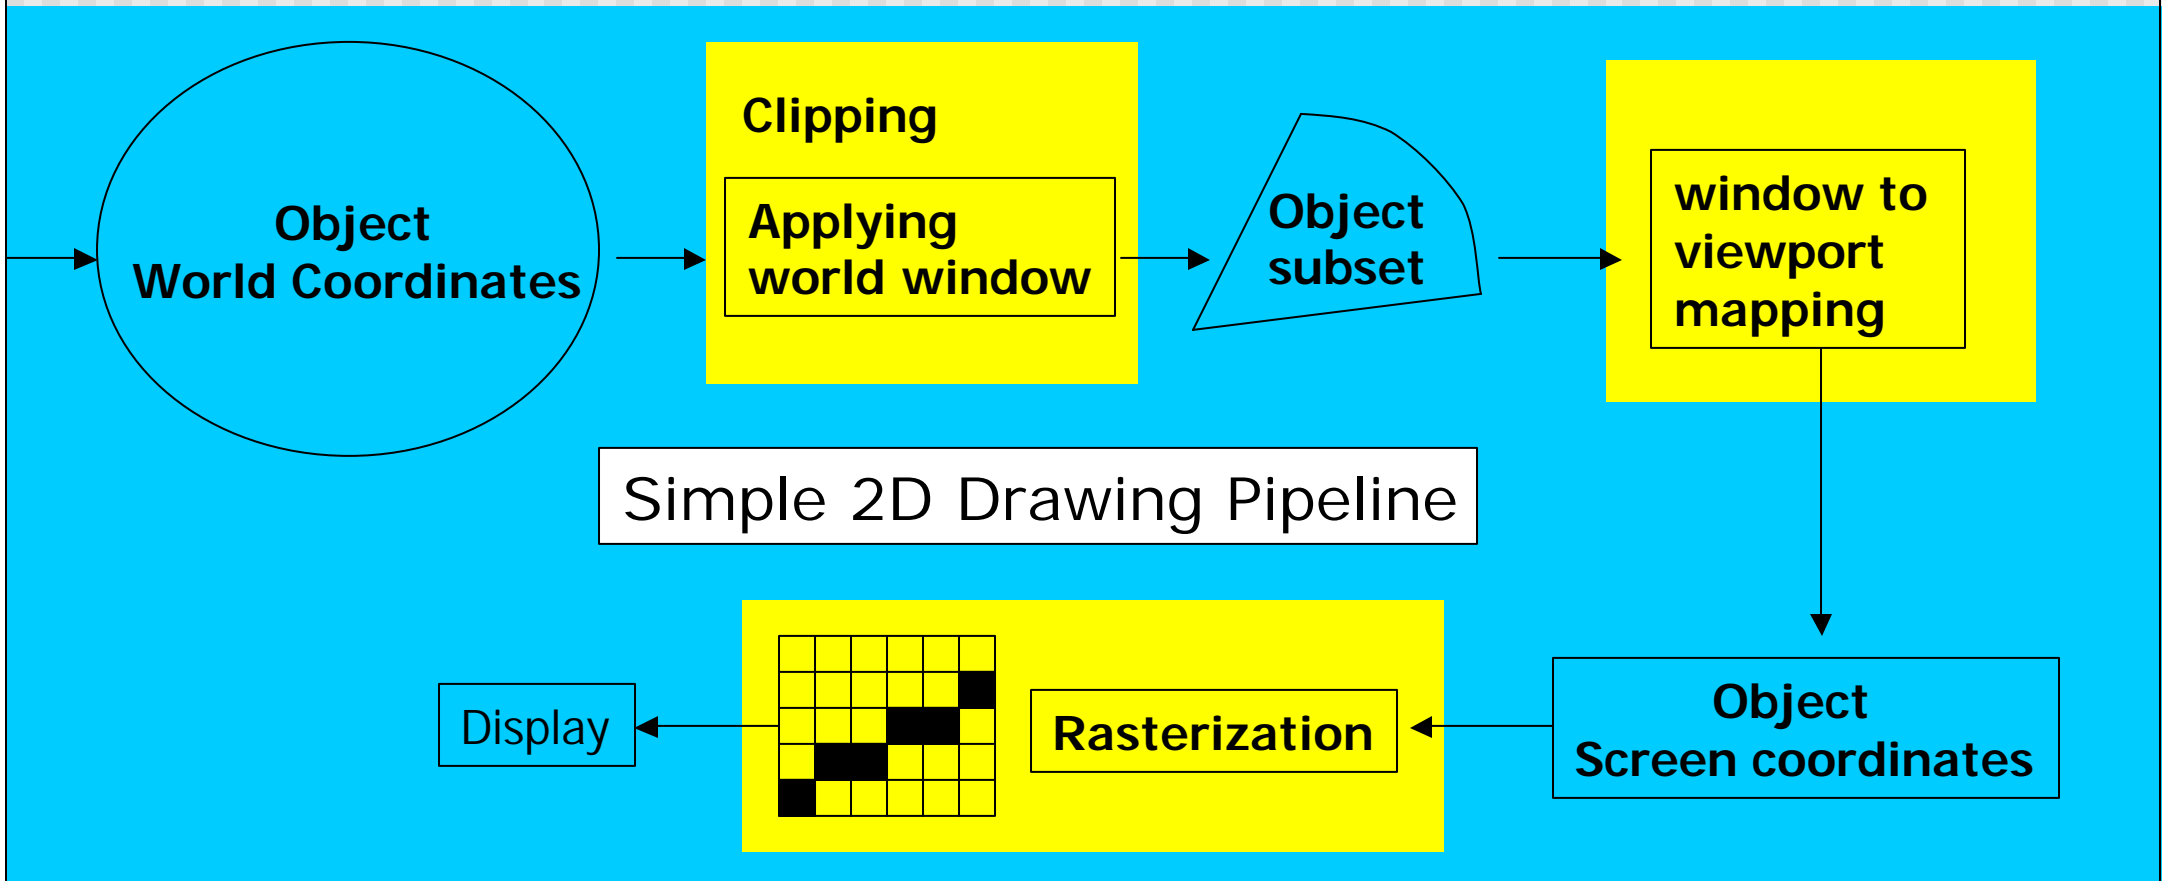 Object
World Coordinates
Clipping
Applying
world window
Object
subset
window to
viewport
mapping
Simple 2D Drawing Pipeline
Object
Screen coordinates
Rasterization
Display